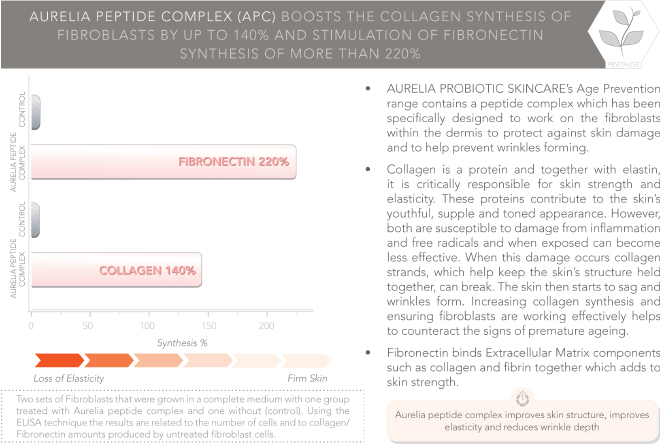 AURELIA PEPTIDE COMPLEX (APC) BOOSTS THE COLLAGEN SYNTHESIS OF
FIBROBLASTS BY UP TO 140% AND STIMULATION OF FIBRONECTIN
SYNTHESIS OF MORE THAN 220%
REVITALISE
CONTROL
AURELIA PEPTIDE
COMPLEX
FIBRONECTIN 220%
CONTROL
AURELIA PEPTIDE
COMPLEX
COLLAGEN 140%
0 50 100 150 200
Synthesis %
Loss of Elasticity Firm Skin
Two sets of Fibroblasts that were grown in a complete medium with one group
treated with Aurelia peptide complex and one without (control). Using the
ELISA technique the results are related to the number of cells and to collagen/
Fibronectin amounts produced by untreated fibroblast cells.
• AURELIA PROBIOTIC SKINCARE's Age Prevention
range contains a peptide complex which has been
specifically designed to work on the fibroblasts
within the dermis to protect against skin damage
and to help prevent wrinkles forming.
• Collagen is a protein and together with elastin,
it is critically responsible for skin strength and
elasticity. These proteins contribute to the skin's
youthful, supple and toned appearance. However,
both are susceptible to damage from inflammation
and free radicals and when exposed can become
less effective. When this damage occurs collagen
strands, which help keep the skin's structure held
together, can break. The skin then starts to sag and
wrinkles form. Increasing collagen synthesis and
ensuring fibroblasts are working effectively helps
to counteract the signs of premature ageing.
• Fibronectin binds Extracellular Matrix components
such as collagen and fibrin together which adds to
skin strength.
Aurelia peptide complex improves skin structure, improves
elasticity and reduces wrinkle depth